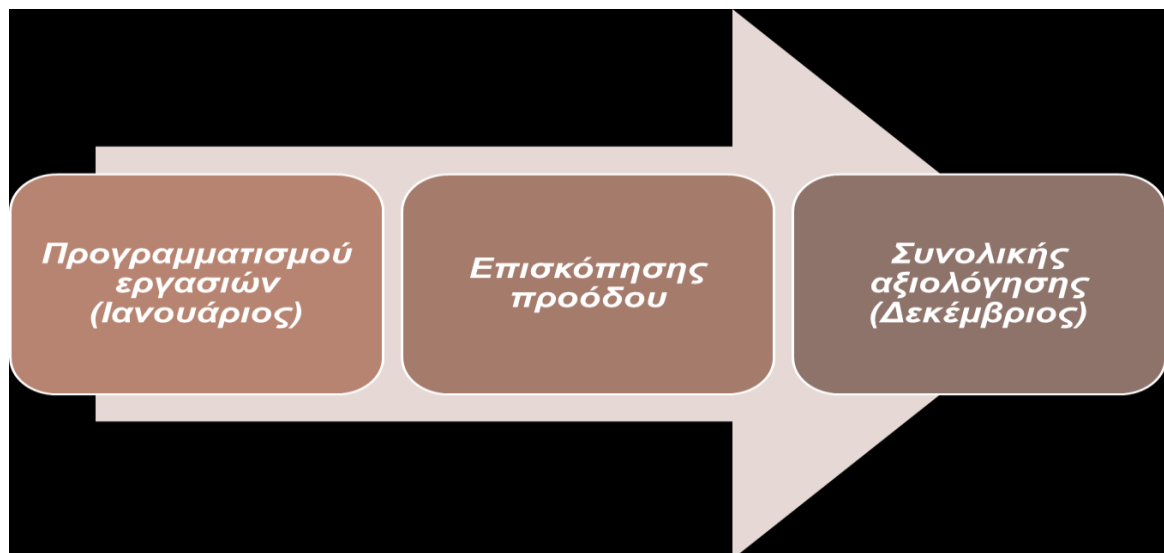 Προγραμματισμού
εργασιών
(Ιανουάριος)
Επισκόπησης
προόδου
Συνολικής
αξιολόγησης
(Δεκέμβριος)